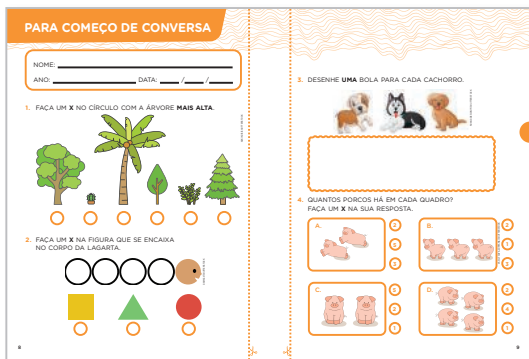 PARA COMEÇO DE CONVERSA
NOME:
ANO: DATA: / /
1. FAÇA UM X NO CÍRCULO COM A ÁRVORE MAIS ALTA.
2. FAÇA UM X NA FIGURA QUE SE ENCAIXA
NO CORPO DA LAGARTA.
8
3. DESENHE UMA BOLA PARA CADA CACHORRO.
4. QUANTOS PORCOS HÁ EM CADA QUADRO?
FAÇA UM X NA SUA RESPOSTA.
A.
2
5
3
B.
2
1
3
C.
5
2
1
D.
2
4
1
9